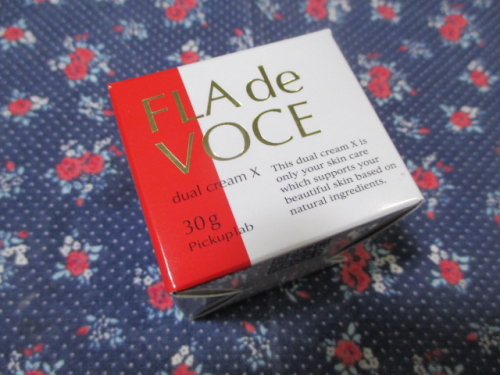 FLA de
VOCE
dual cream X
30g
Pickuplab
This dual cream X is
only your skin care
which supports your
beautiful skin based on
natural ingredients.